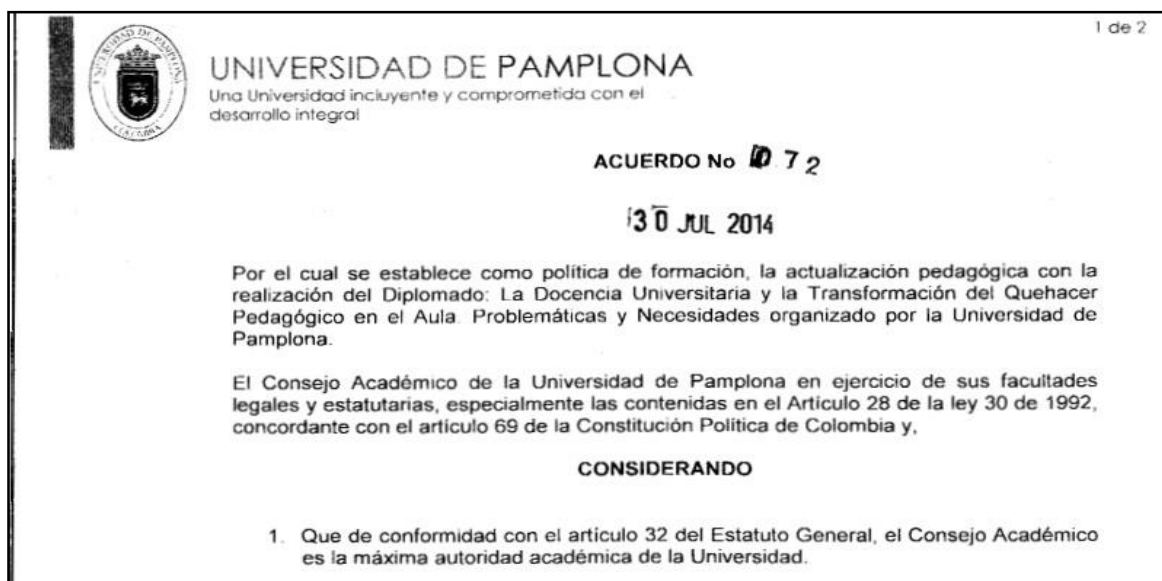 1 de 2
UNIVERSIDAD DE PAMPLONA
Una Universidad incluyente y comprometida con el
desarrollo integral
ACUERDO No 072
30 JUL 2014
Por el cual se establece como política de formación, la actualización pedagógica con la
realización del Diplomado: La Docencia Universitaria y la Transformación del Quehacer
Pedagógico en el Aula. Problemáticas y Necesidades organizado por la Universidad de
Pamplona.
El Consejo Académico de la Universidad de Pamplona en ejercicio de sus facultades
legales y estatutarias, especialmente las contenidas en el Artículo 28 de la ley 30 de 1992,
concordante con el artículo 69 de la Constitución Política de Colombia y,
CONSIDERANDO
1. Que de conformidad con el artículo 32 del Estatuto General, el Consejo Académico
es la máxima autoridad académica de la Universidad.